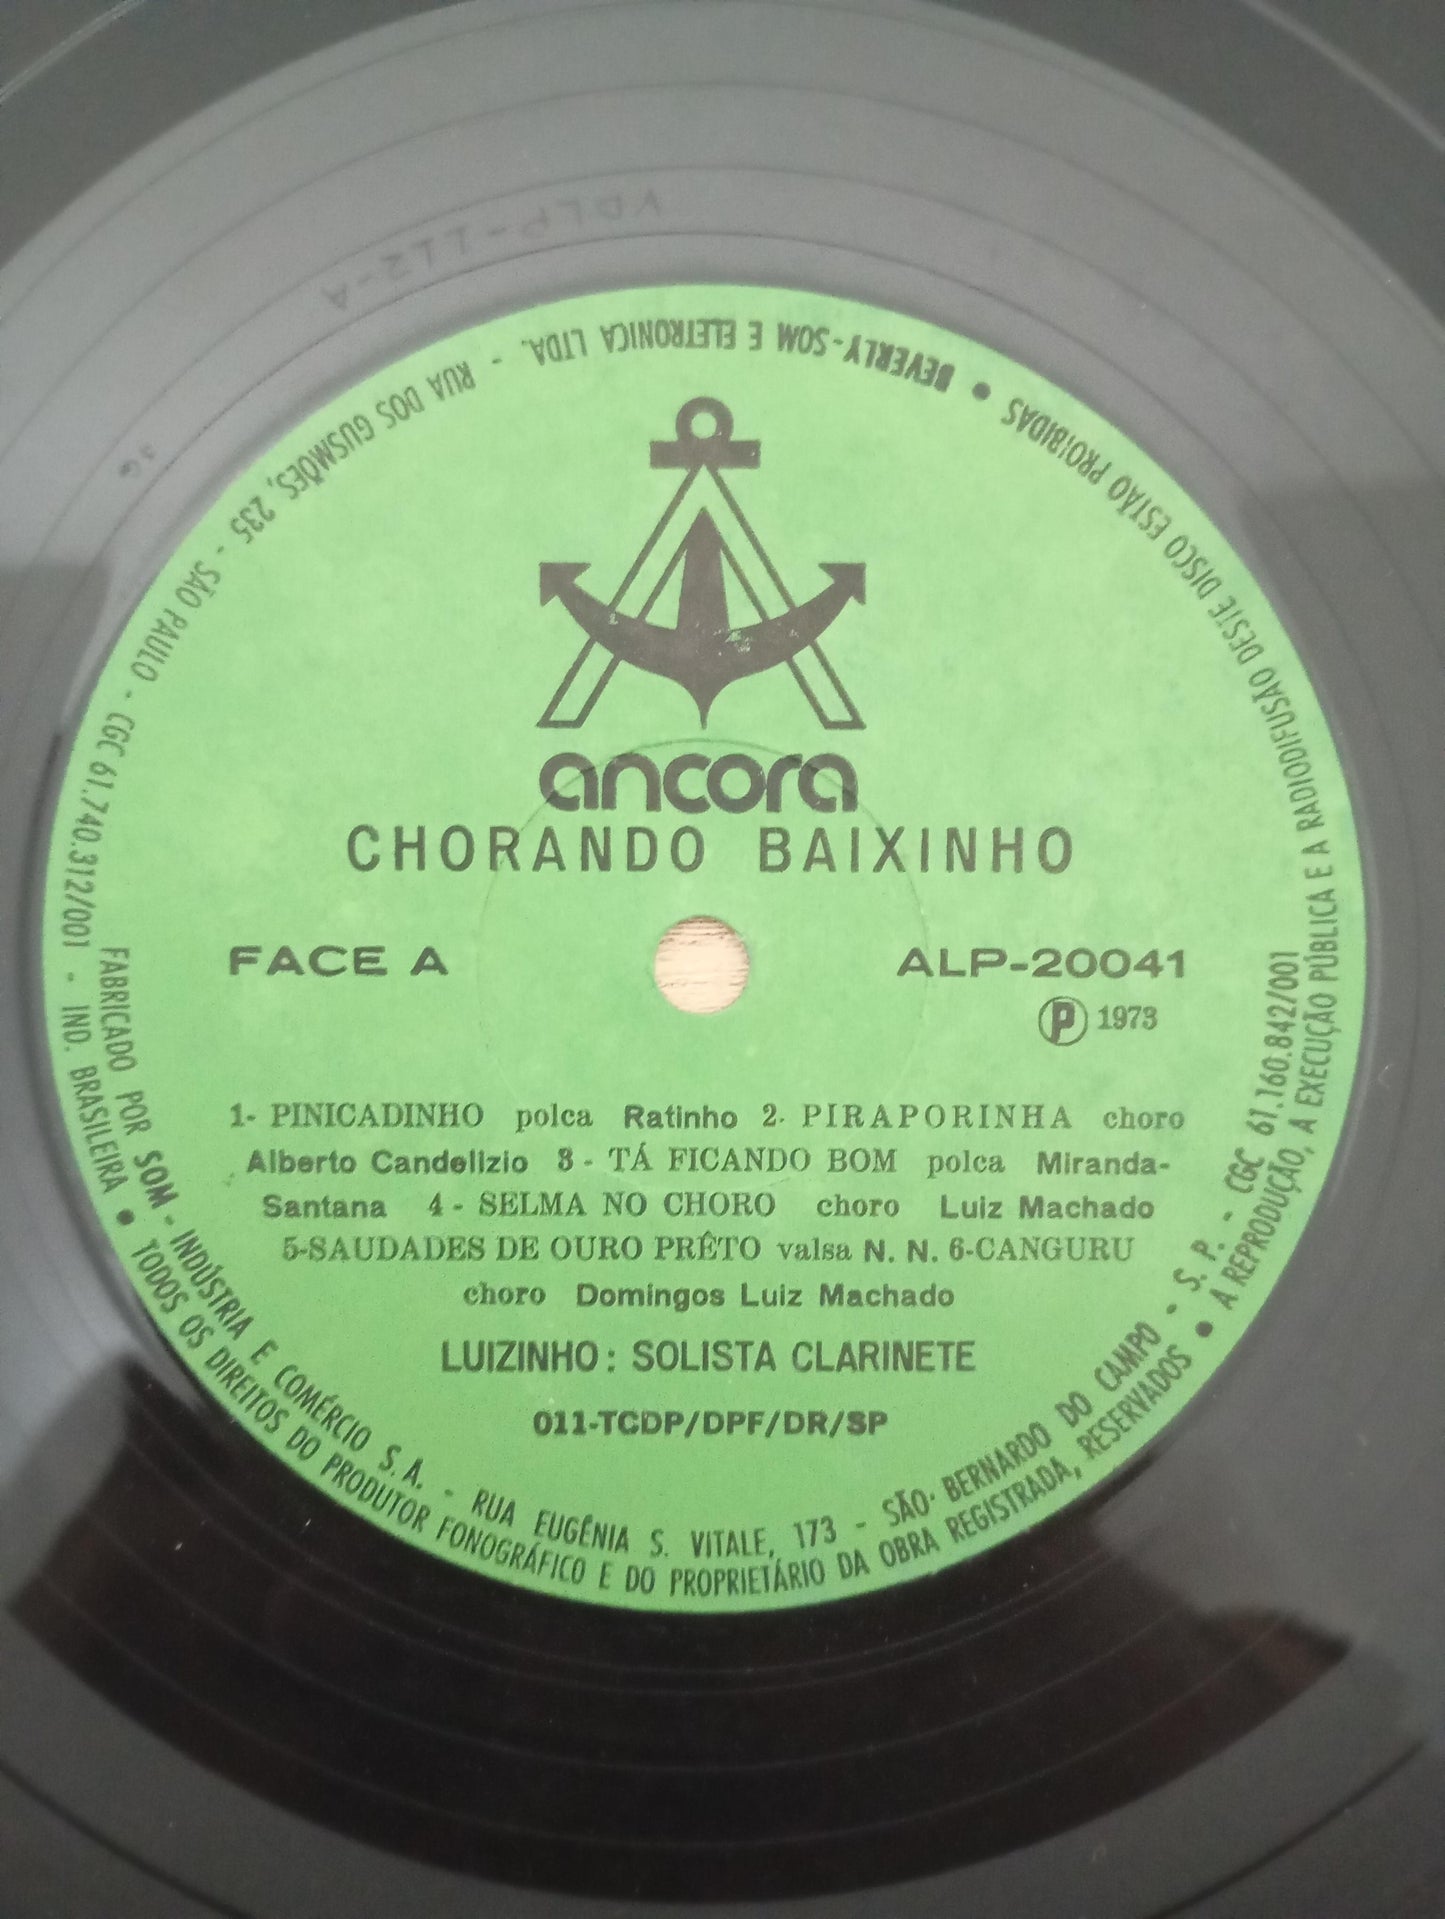 ancora
CHORANDO BAIXINHO
FACE A
ALP-20041
P 1973
1- PINICADINHO polca Ratinho 2- PIRAPORINHA choro
Alberto Candelizio 3 - TÁ FICANDO BOM polca Miranda-
Santana 4 - SELMA NO CHORO choro Luiz Machado
5-SAUDADES DE OURO PRÊTO valsa N. N. 6-CANGURU
choro Domingos Luiz Machado
LUIZINHO: SOLISTA CLARINETE
011-TCDP/DPF/DR/SP
FABRICADO POR SOM - INDÚSTRIA E COMÉRCIO S. A. - RUA EUGÊNIA S. VITALE, 173 - SÃO BERNARDO DO CAMPO - S. P. - CGC 61.160.842/001
BEVERLY - SOM E ELETRONICA LTDA. - RUA DOS GUSMÕES, 235 - SÃO PAULO - CGC 61.740.312/001 - IND. BRASILEIRA • TODOS OS DIREITOS DO PRODUTOR FONOGRÁFICO E DO PROPRIETÁRIO DA OBRA REGISTRADA, RESERVADOS • A REPRODUÇÃO, A EXECUÇÃO PÚBLICA E A RADIODIFUSÃO DESTE DISCO ESTÃO PROIBIDAS •